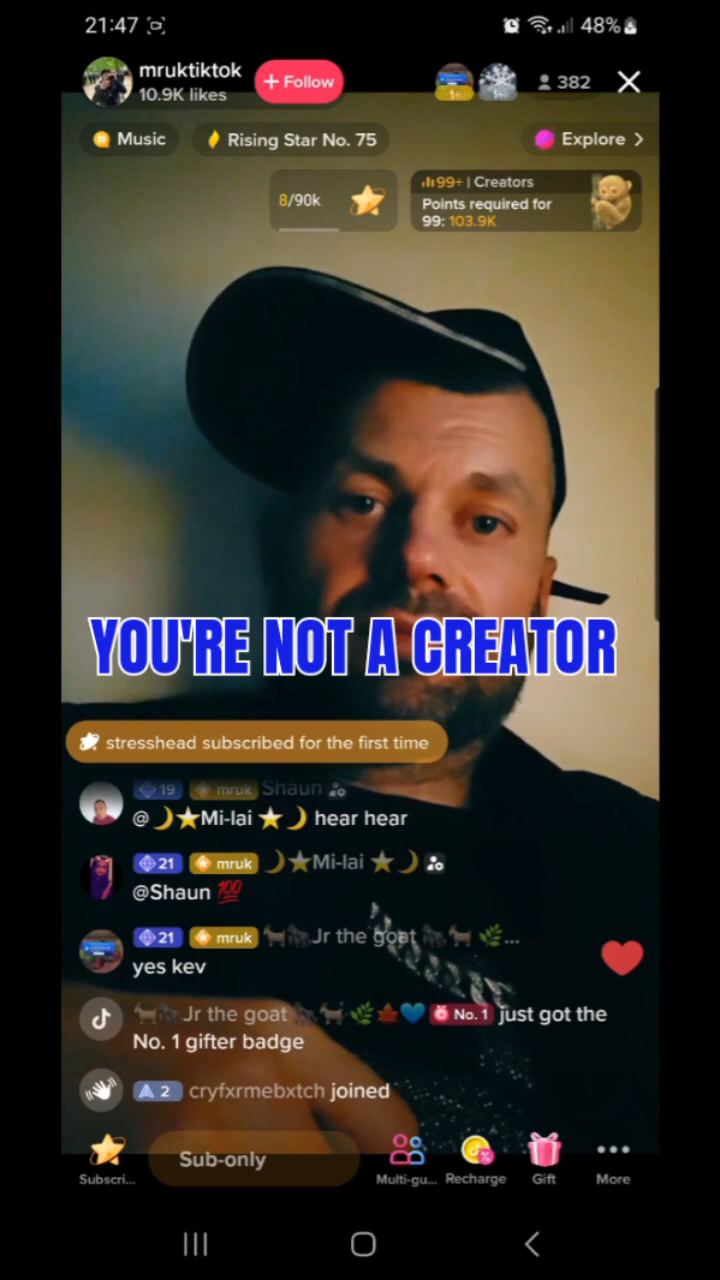 21:47
48%
mruktiktok
10.9K likes
+ Follow
1+
1+
382
Music
Rising Star No. 75
Explore >
8/90k
99+ | Creators
Points required for
99: 103.9K
YOU'RE NOT A CREATOR
stresshead subscribed for the first time
19 mruk Shaun
@🌙⭐Mi-lai ⭐🌙 hear hear
21 mruk 🌙⭐Mi-lai ⭐🌙
@Shaun 💯
21 mruk 🐐🦍Jr the goat 🦍🐐🌿...
yes kev
🐐🦍Jr the goat 🦍🐐🌿🍁💙 No. 1 just got the
No. 1 gifter badge
2 cryfxrmebxtch joined
Sub-only
Subscri... Multi-gu... Recharge Gift More